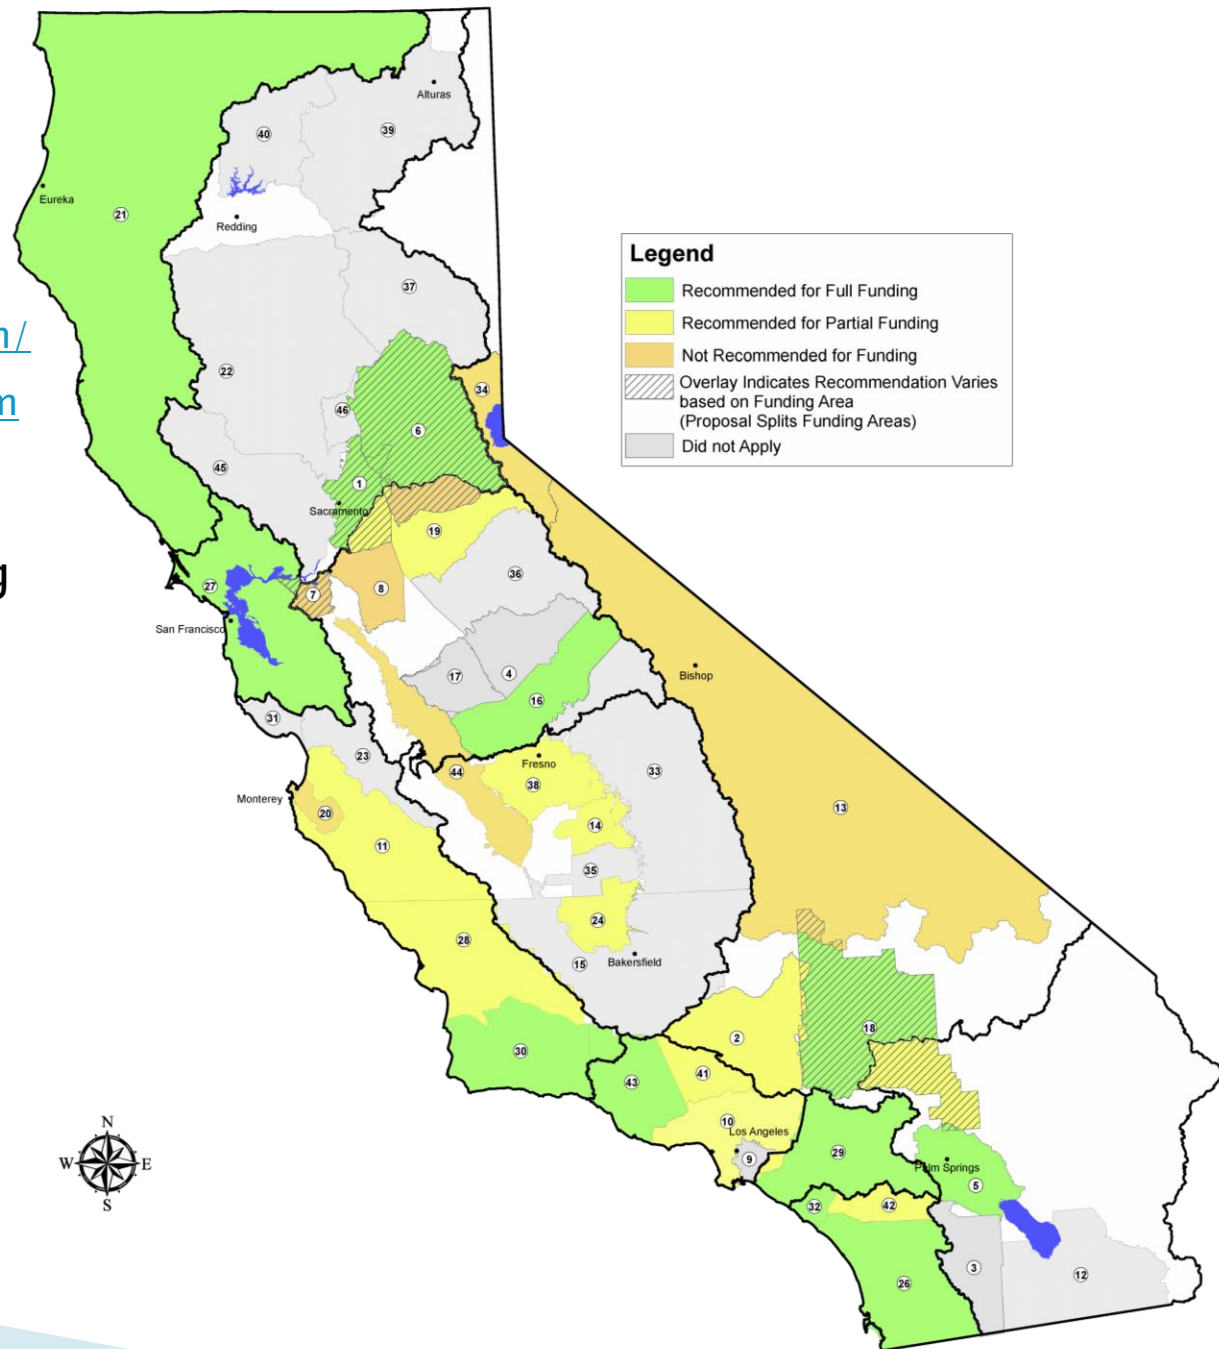 Alturas
40
39
Eureka
21
Redding
Legend
Recommended for Full Funding
37
n/
Recommended for Partial Funding
Not Recommended for Funding
22
34
Overlay Indicates Recommendation Varies
based on Funding Area
(Proposal Splits Funding Areas)
m
46
6
Did not Apply
45
1
Sacramento
19
g
36
27
7
8
San Francisco
17
4
Bishop
16
31
23
Fresno
44
33
38
Monterey
20
13
14
11
35
24
28
15
Bakersfield
18
2
30
41
43
10
N
Los Angeles
W
E
9
29
Palm Springs
5
S
32
42
3
12
26